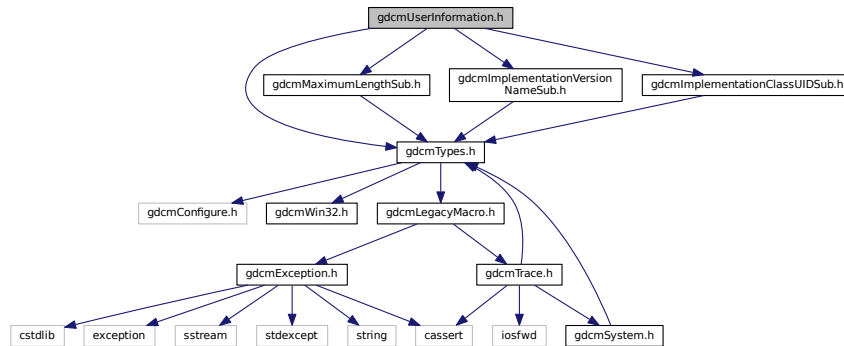 gdcmUserInformation.h
gdcmMaximumLengthSub.h
gdcmImplementationVersion
NameSub.h
gdcmImplementationClassUIDSub.h
gdcmTypes.h
gdcmConfigure.h
gdcmWin32.h
gdcmLegacyMacro.h
gdcmException.h
gdcmTrace.h
cstdlib
exception
sstream
stdexcept
string
cassert
iosfwd
gdcmSystem.h